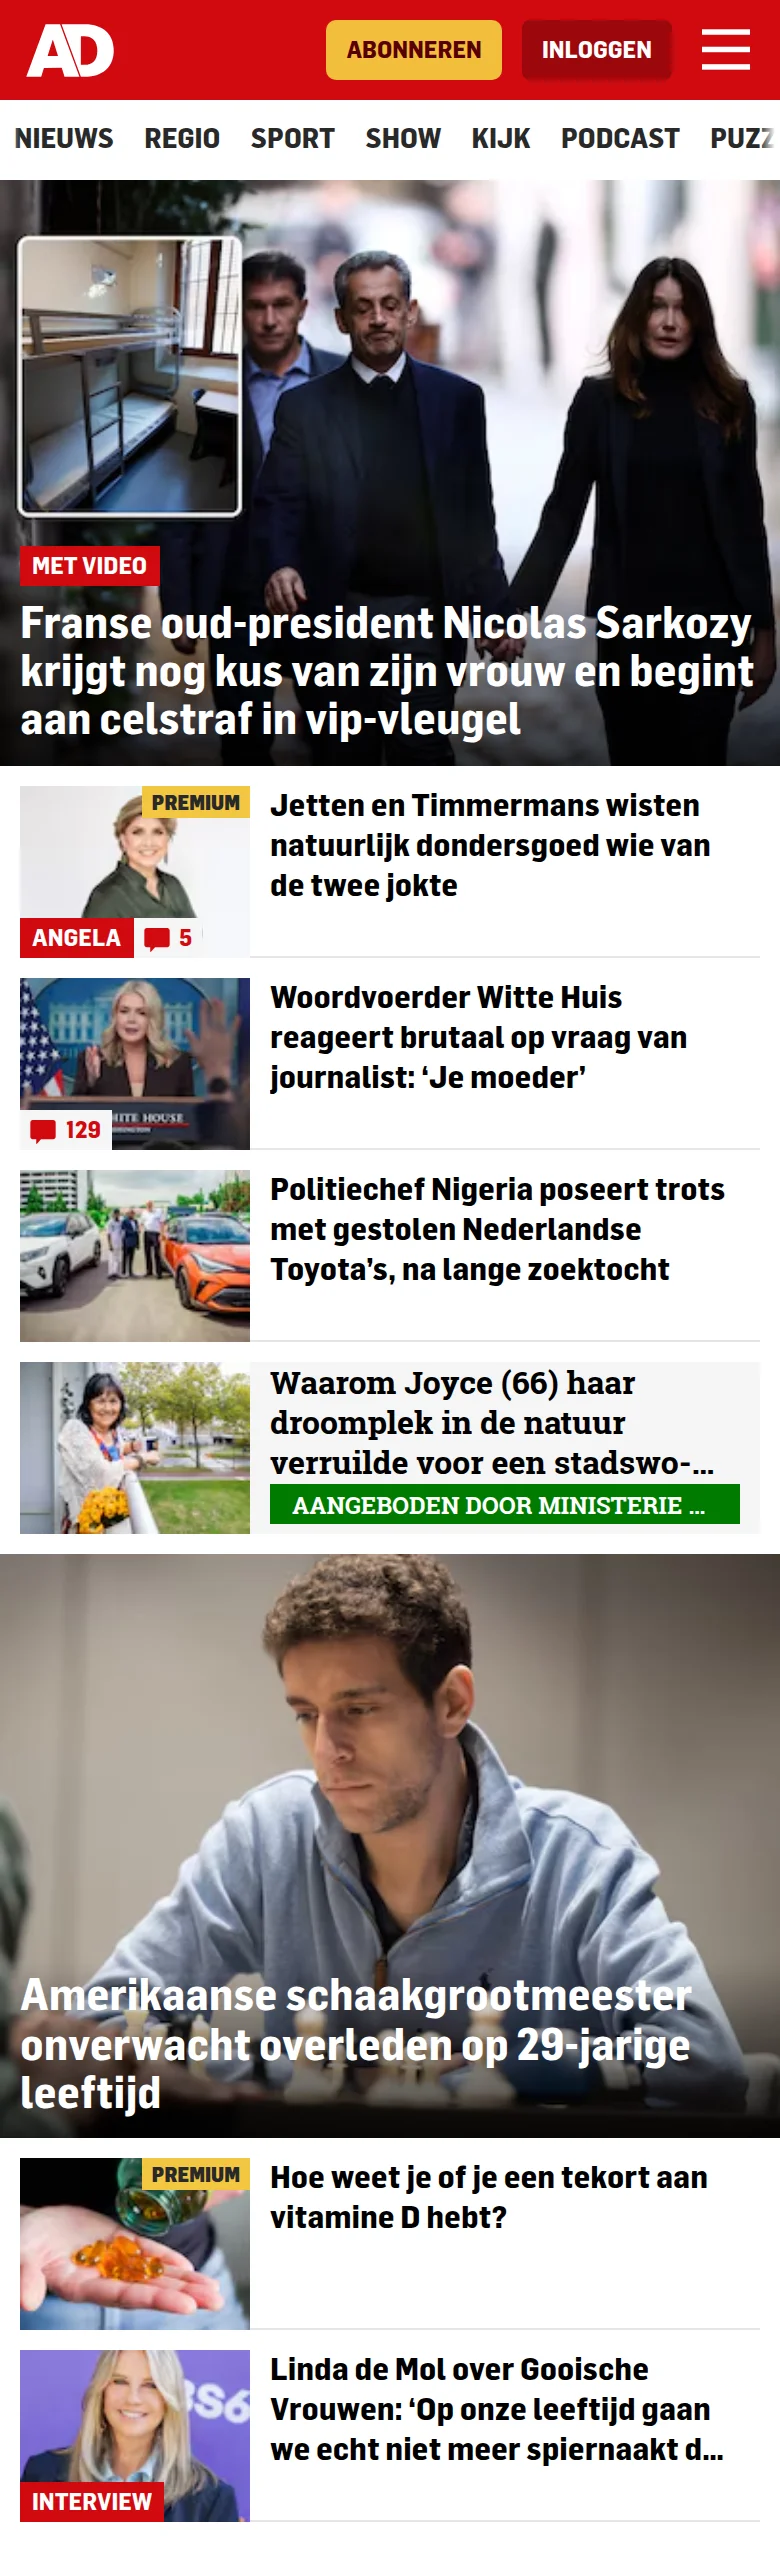 AD
ABONNEREN
INLOGGEN
NIEUWS REGIO SPORT SHOW KIJK PODCAST PUZZ
MET VIDEO
Franse oud-president Nicolas Sarkozy
krijgt nog kus van zijn vrouw en begint
aan celstraf in vip-vleugel
PREMIUM
ANGELA
5
Jetten en Timmermans wisten
natuurlijk dondersgoed wie van
de twee jokte
HITE HOUSE
129
Woordvoerder Witte Huis
reageert brutaal op vraag van
journalist: ‘Je moeder’
Politiechef Nigeria poseert trots
met gestolen Nederlandse
Toyota’s, na lange zoektocht
Waarom Joyce (66) haar
droomplek in de natuur
verruilde voor een stadswo-...
AANGEBODEN DOOR MINISTERIE ...
Amerikaanse schaakgrootmeester
onverwacht overleden op 29-jarige
leeftijd
PREMIUM
Hoe weet je of je een tekort aan
vitamine D hebt?
BS6
INTERVIEW
Linda de Mol over Gooische
Vrouwen: ‘Op onze leeftijd gaan
we echt niet meer spiernaakt d...